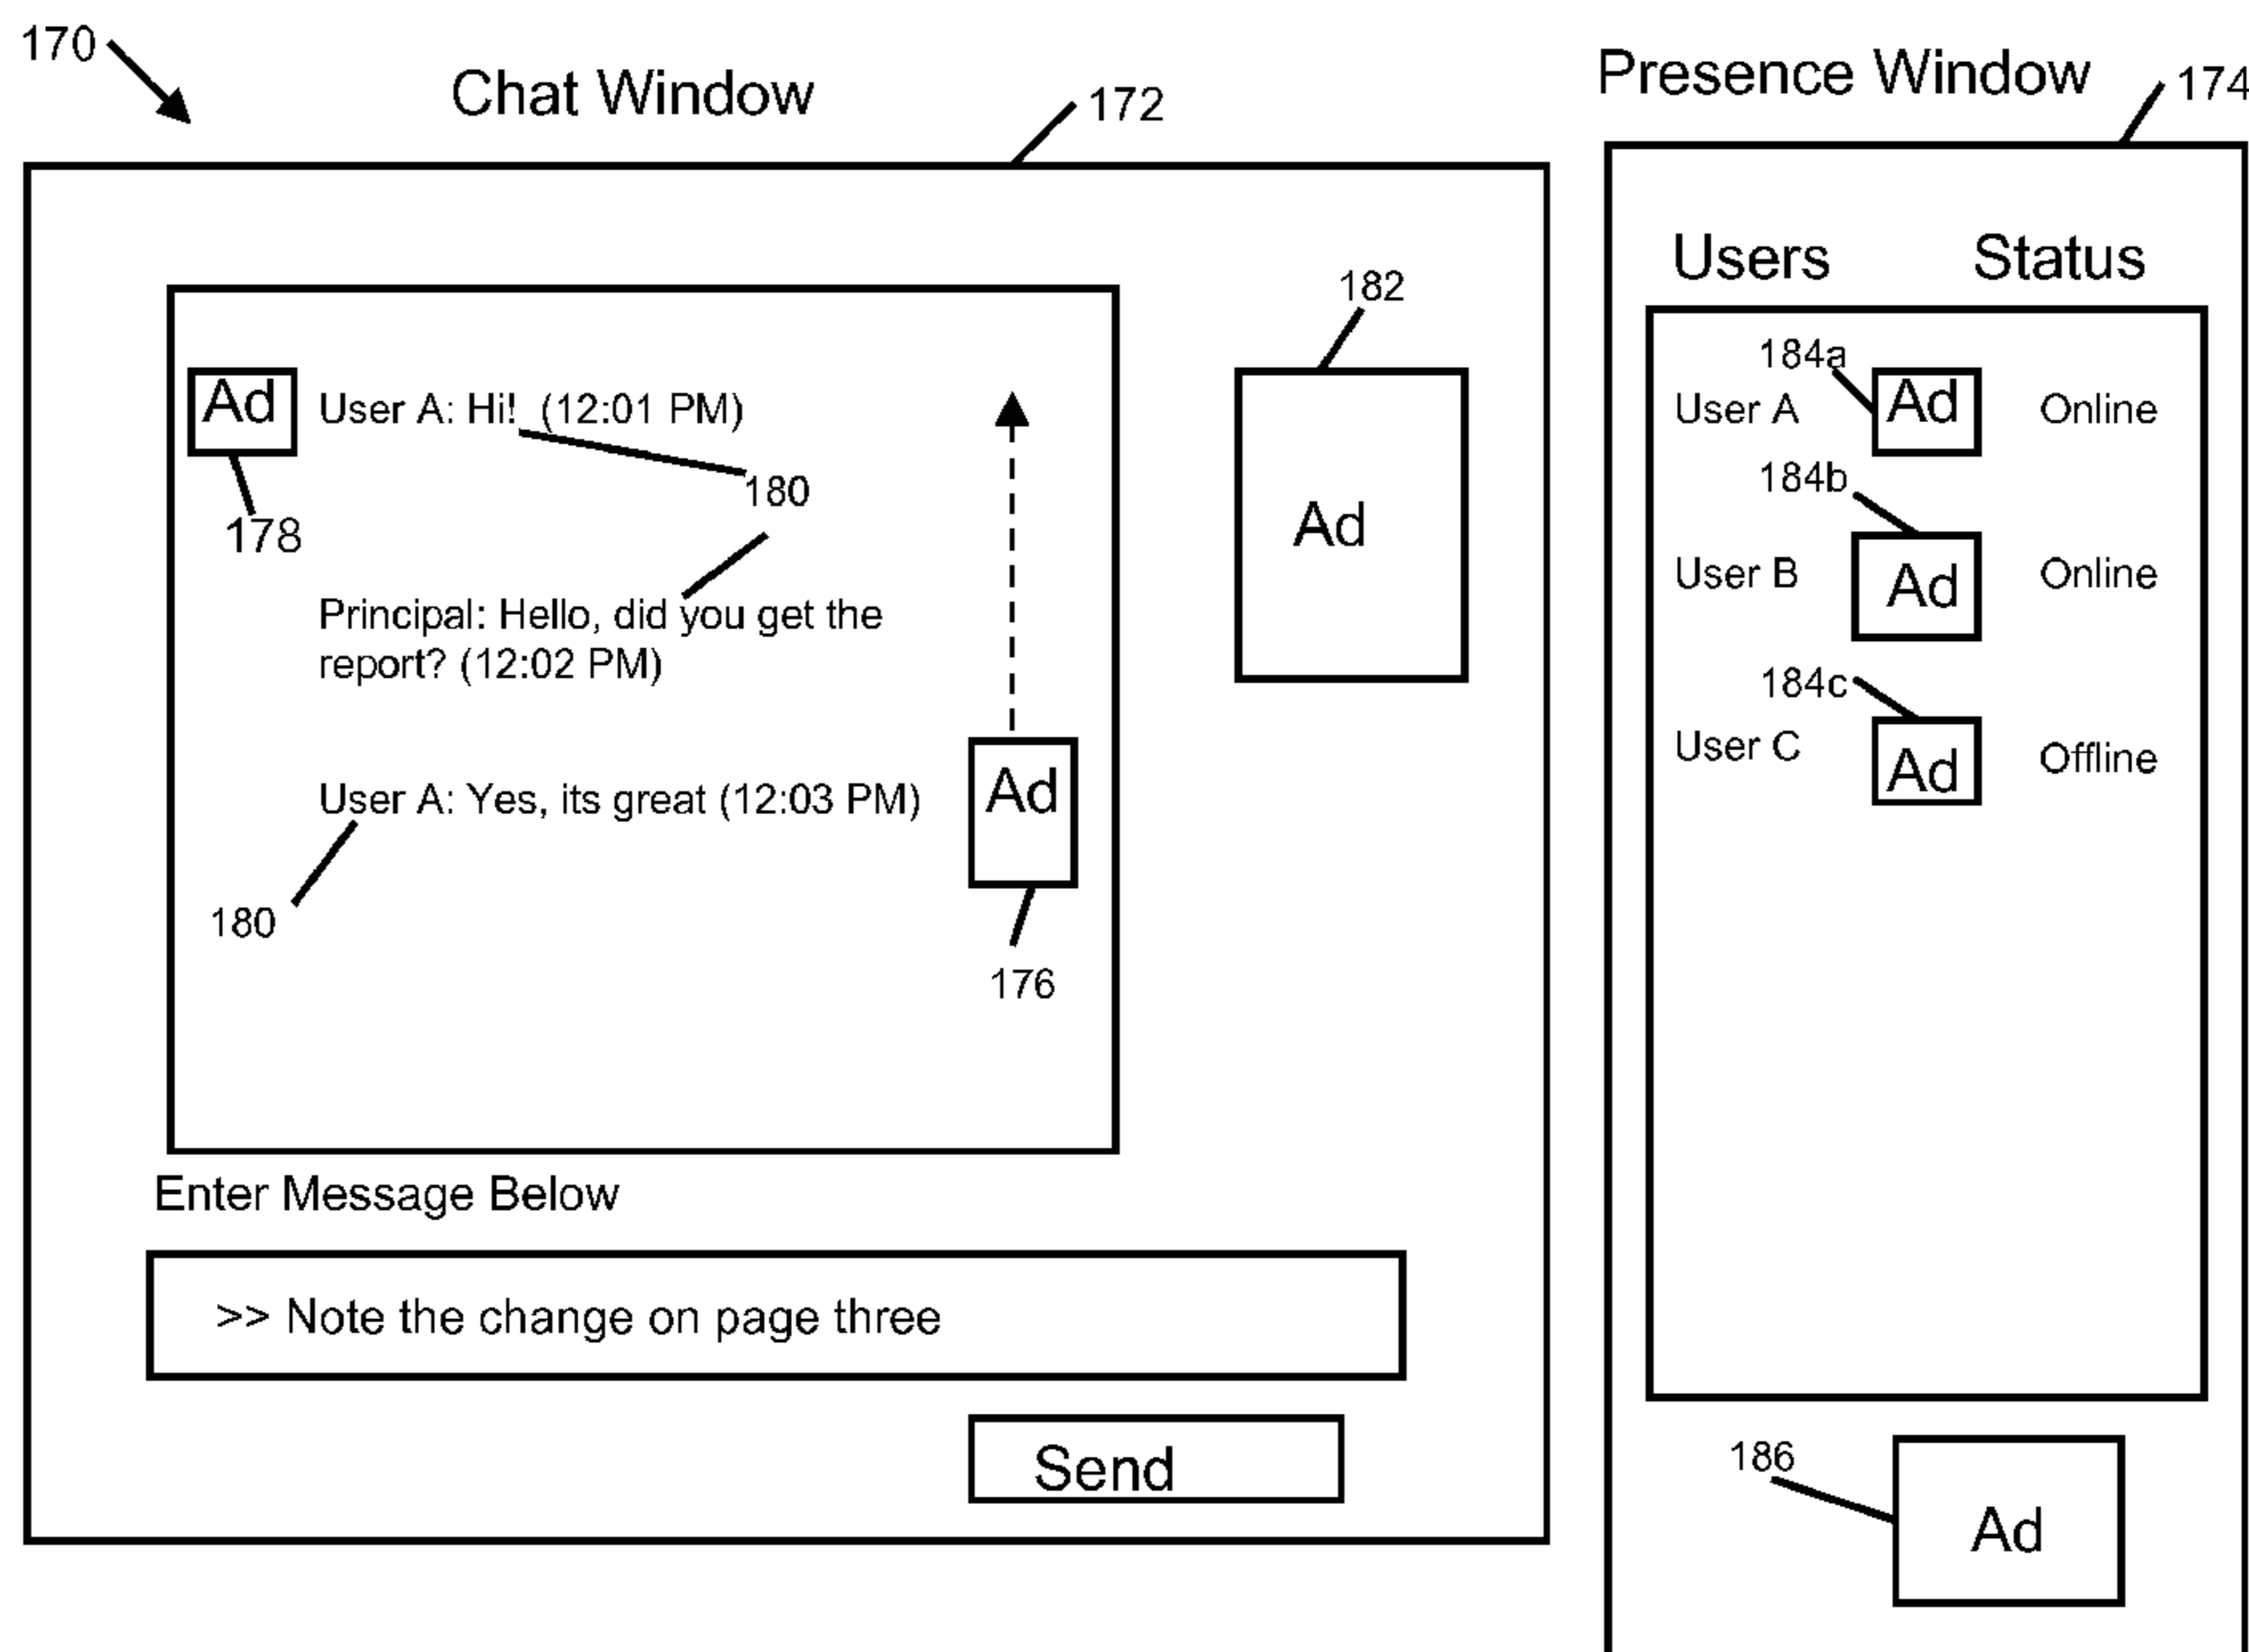 170
Chat Window
172
Ad
User A: Hi!  (12:01 PM)
180
178
Principal: Hello, did you get the
report? (12:02 PM)
User A: Yes, its great (12:03 PM)
Ad
180
176
182
Ad
Enter Message Below
>> Note the change on page three
Send
Presence Window
174
Users
Status
184a
User A
Ad
Online
184b
User B
Ad
Online
184c
User C
Ad
Offline
186
Ad